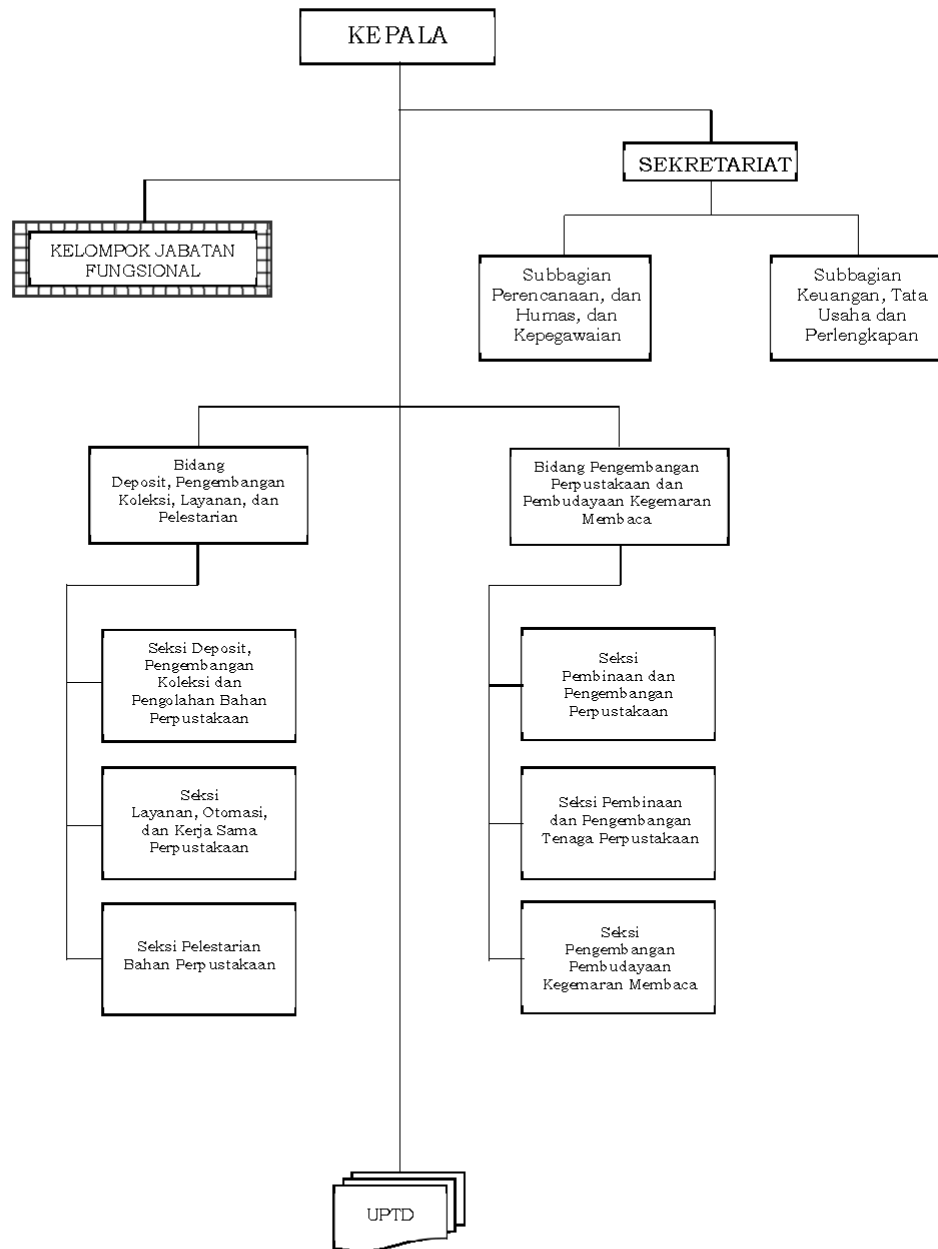 KEPALA
SEKRETARIAT
KELOMPOK JABATAN
FUNGSIONAL
Subbagian
Perencanaan, dan
Humas, dan
Kepegawaian
Subbagian
Keuangan, Tata
Usaha dan
Perlengkapan
Bidang
Deposit, Pengembangan
Koleksi, Layanan, dan
Pelestarian
Bidang Pengembangan
Perpustakaan dan
Pembudayaan Kegemaran
Membaca
Seksi Deposit,
Pengembangan
Koleksi dan
Pengolahan Bahan
Perpustakaan
Seksi
Layanan, Otomasi,
dan Kerja Sama
Perpustakaan
Seksi Pelestarian
Bahan Perpustakaan
Seksi
Pembinaan dan
Pengembangan
Perpustakaan
Seksi Pembinaan
dan Pengembangan
Tenaga Perpustakaan
Seksi
Pengembangan
Pembudayaan
Kegemaran Membaca
UPTD